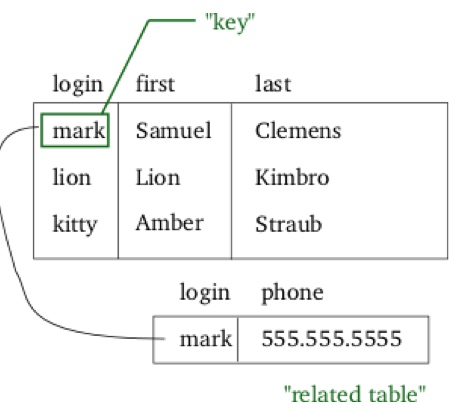 "key"
login first last
mark Samuel Clemens
lion Lion Kimbro
kitty Amber Straub
login phone
mark 555.555.5555
"related table"